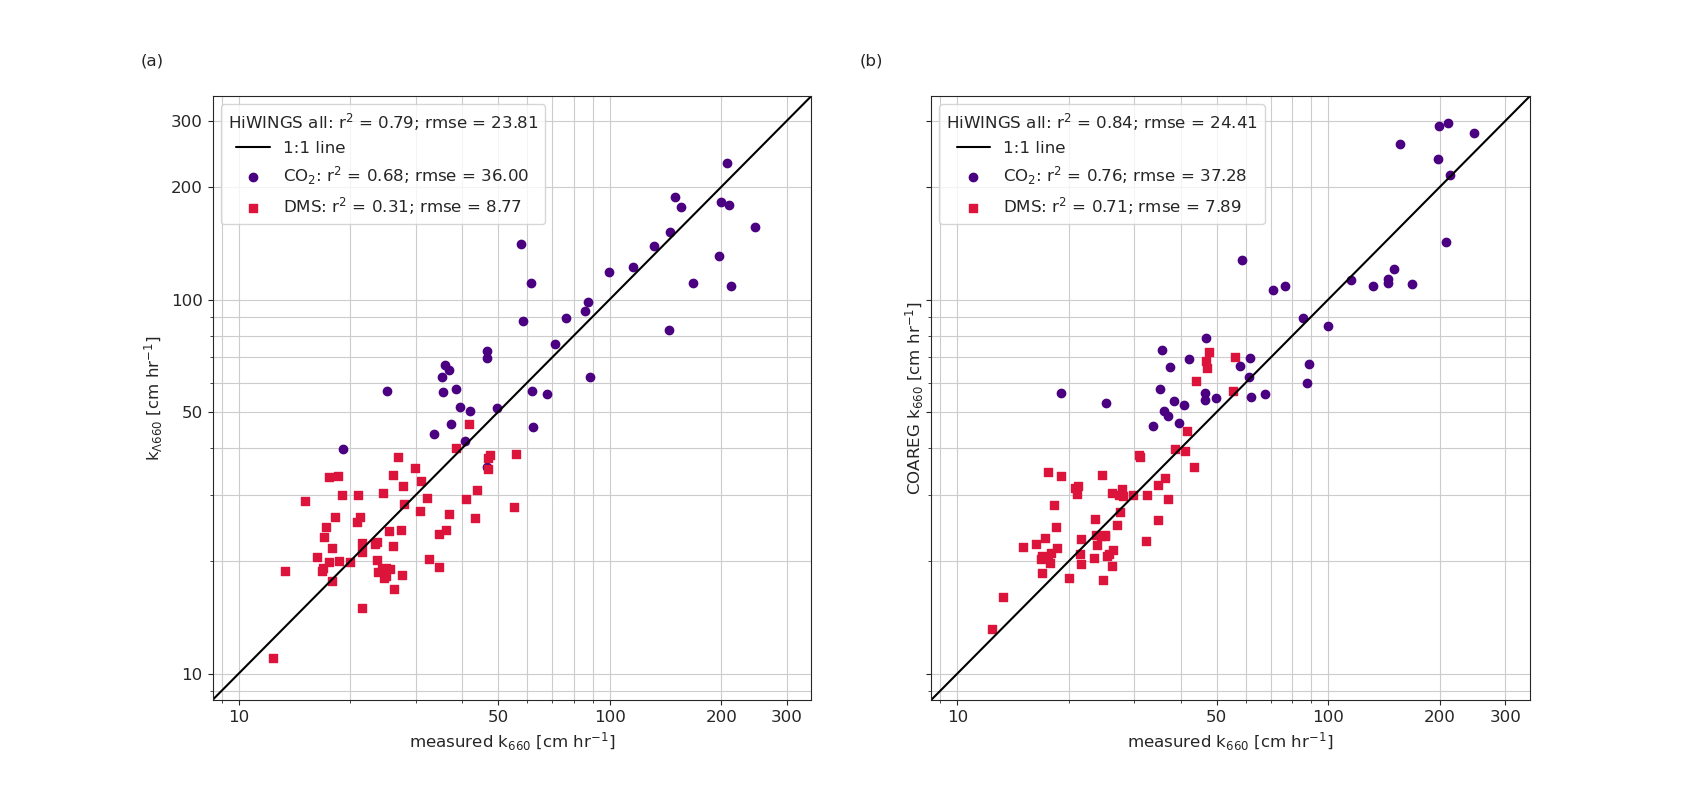 (a)
HiWINGS all: r² = 0.79; rmse = 23.81
1:1 line
CO₂: r² = 0.68; rmse = 36.00
DMS: r² = 0.31; rmse = 8.77
300
200
100
50
10
k_Λ660 [cm hr⁻¹]
10 50 100 200 300
measured k₆₆₀ [cm hr⁻¹]
(b)
HiWINGS all: r² = 0.84; rmse = 24.41
1:1 line
CO₂: r² = 0.76; rmse = 37.28
DMS: r² = 0.71; rmse = 7.89
COAREG k₆₆₀ [cm hr⁻¹]
10 50 100 200 300
measured k₆₆₀ [cm hr⁻¹]